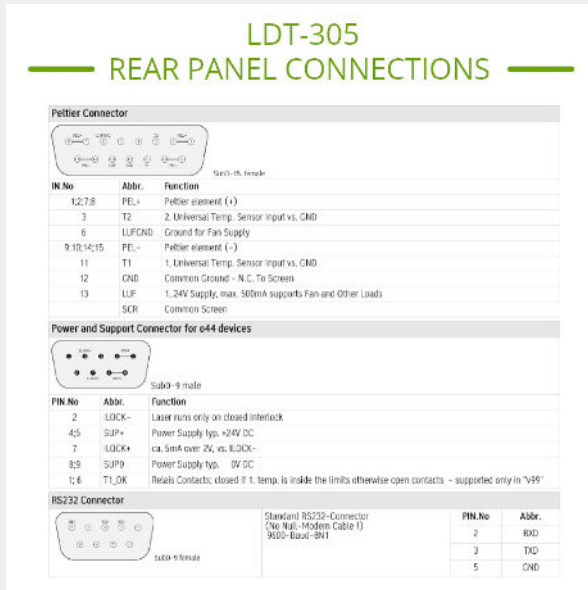 LDT-305
REAR PANEL CONNECTIONS
Peltier Connector
SubD-15 female
IN.No Abbr. Function
1;2;7;8 PEL+ Peltier element (+)
3 T2 2. Universal Temp. Sensor Input vs. GND
6 LUFGND Ground for Fan Supply
9;10;14;15 PEL- Peltier element (-)
11 T1 1. Universal Temp. Sensor Input vs. GND
12 GND Common Ground - N.C. To Screen
13 LUF 1..24V Supply, max. 500mA supports Fan and Other Loads
SCR Common Screen
Power and Support Connector for o44 devices
SubD-9 male
PIN.No Abbr. Function
2 ILOCK- Laser runs only on closed Interlock
4;5 SUP+ Power Supply typ. +24V DC
7 ILOCK+ ca. 5mA over 2V, vs. ILOCK-
8;9 SUP0 Power Supply typ. 0V DC
1; 6 T1_OK Relais Contacts; closed if 1. temp. is inside the limits otherwise open contacts - supported only in "v99"
RS232 Connector
SubD-9 female
Standard RS232-Connector
(No Null-Modem Cable !)
9600-Baud-8N1
PIN.No Abbr.
2 RXD
3 TXD
5 GND